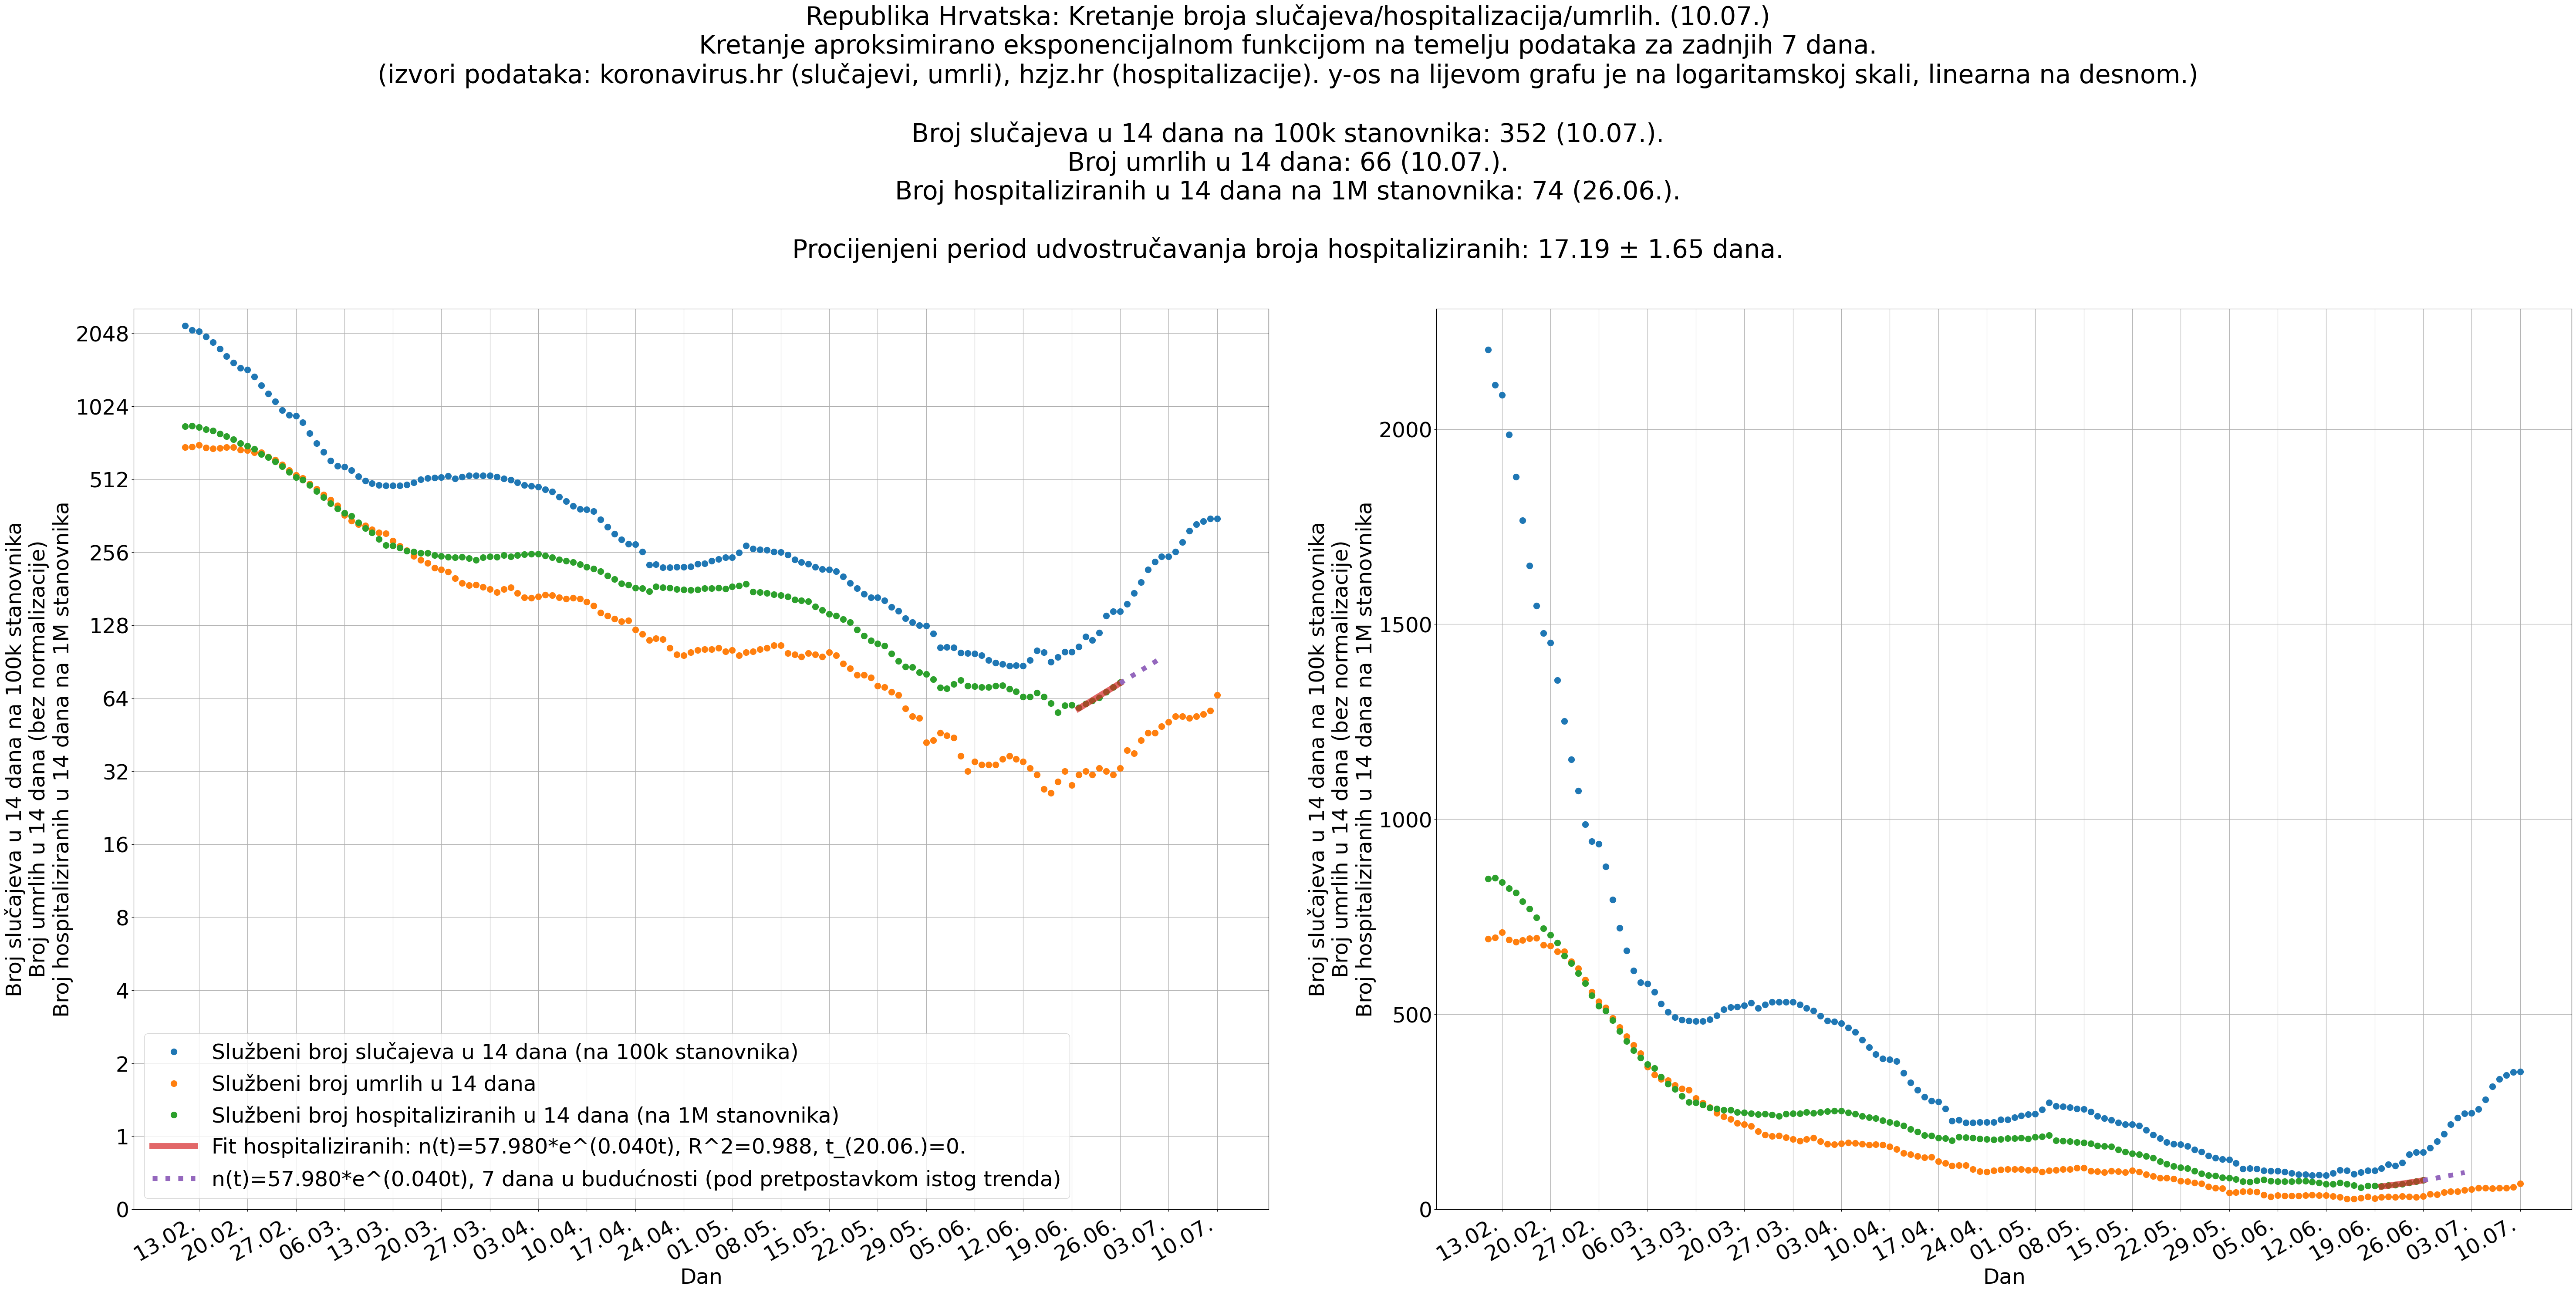 Republika Hrvatska: Kretanje broja slučajeva/hospitalizacija/umrlih. (10.07.)
Kretanje aproksimirano eksponencijalnom funkcijom na temelju podataka za zadnjih 7 dana.
(izvori podataka: koronavirus.hr (slučajevi, umrli), hzjz.hr (hospitalizacije). y-os na lijevom grafu je na logaritamskoj skali, linearna na desnom.)
Broj slučajeva u 14 dana na 100k stanovnika: 352 (10.07.).
Broj umrlih u 14 dana: 66 (10.07.).
Broj hospitaliziranih u 14 dana na 1M stanovnika: 74 (26.06.).
Procijenjeni period udvostručavanja broja hospitaliziranih: 17.19 ± 1.65 dana.
Broj slučajeva u 14 dana na 100k stanovnika
Broj umrlih u 14 dana (bez normalizacije)
Broj hospitaliziranih u 14 dana na 1M stanovnika
2048
1024
512
256
128
64
32
16
8
4
2
1
0
Službeni broj slučajeva u 14 dana (na 100k stanovnika)
Službeni broj umrlih u 14 dana
Službeni broj hospitaliziranih u 14 dana (na 1M stanovnika)
Fit hospitaliziranih: n(t)=57.980*e^(0.040t), R^2=0.988, t_(20.06.)=0.
n(t)=57.980*e^(0.040t), 7 dana u budućnosti (pod pretpostavkom istog trenda)
13.02. 20.02. 27.02. 06.03. 13.03. 20.03. 27.03. 03.04. 10.04. 17.04. 24.04. 01.05. 08.05. 15.05. 22.05. 29.05. 05.06. 12.06. 19.06. 26.06. 03.07. 10.07.
Dan
Broj slučajeva u 14 dana na 100k stanovnika
Broj umrlih u 14 dana (bez normalizacije)
Broj hospitaliziranih u 14 dana na 1M stanovnika
2000
1500
1000
500
0
13.02. 20.02. 27.02. 06.03. 13.03. 20.03. 27.03. 03.04. 10.04. 17.04. 24.04. 01.05. 08.05. 15.05. 22.05. 29.05. 05.06. 12.06. 19.06. 26.06. 03.07. 10.07.
Dan